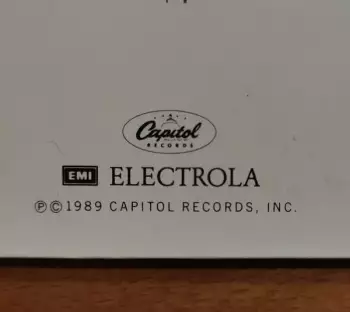 Capitol
RECORDS
EMI ELECTROLA
℗©1989 CAPITOL RECORDS, INC.